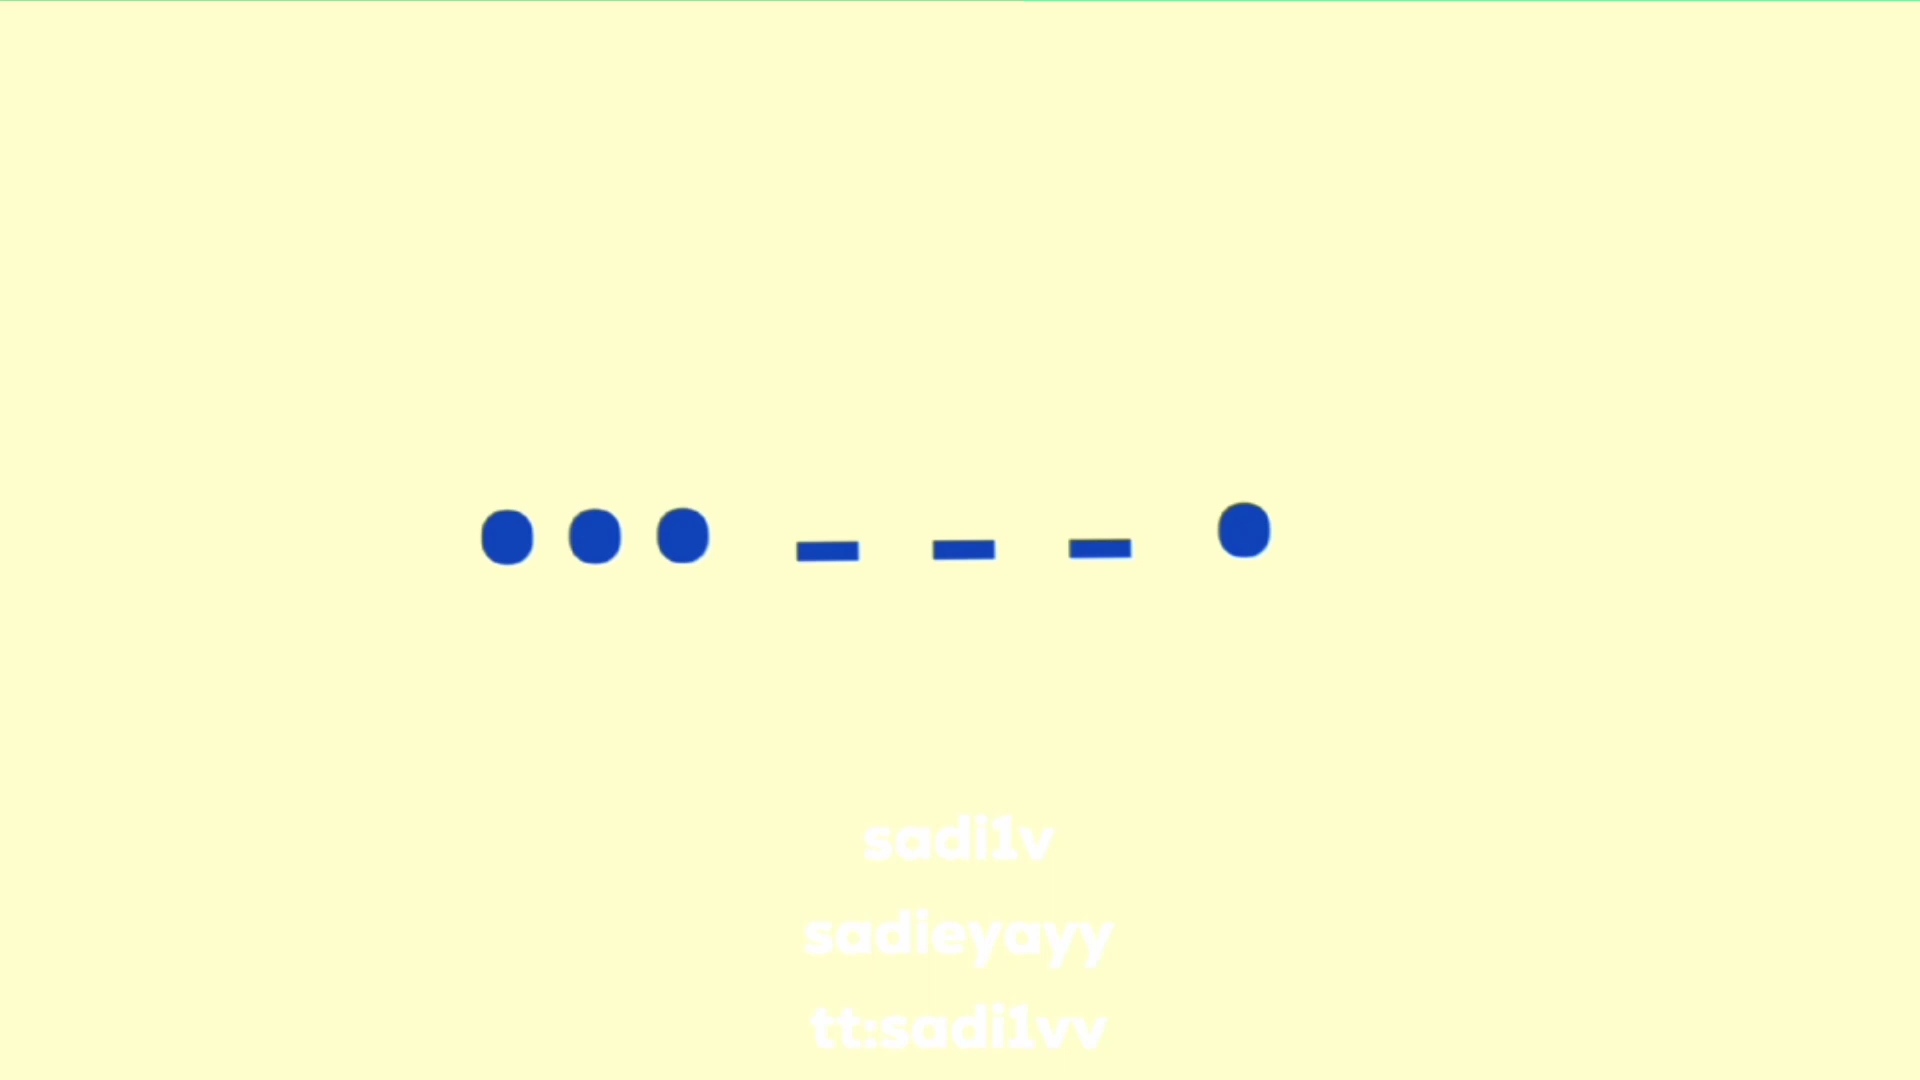 ... _ _ _ .
sadi1v
sadieyayy
tt:sadi1vv